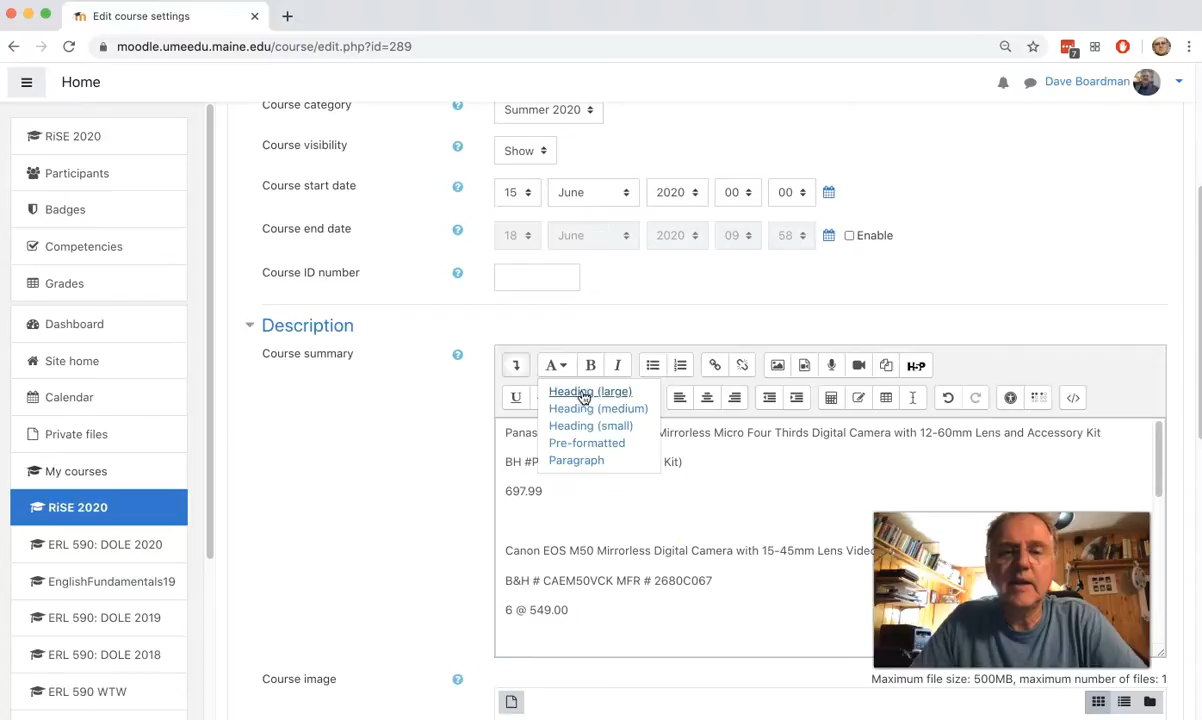 Edit course settings
moodle.umeedu.maine.edu/course/edit.php?id=289
7
Home
Dave Boardman
RiSE 2020
Participants
Badges
Competencies
Grades
Dashboard
Site home
Calendar
Private files
My courses
RiSE 2020
ERL 590: DOLE 2020
EnglishFundamentals19
ERL 590: DOLE 2019
ERL 590: DOLE 2018
ERL 590 WTW
Course category
Summer 2020
Course visibility
Show
Course start date
15 June 2020 00 00
Course end date
18 June 2020 09 58 Enable
Course ID number
Description
Course summary
A B I H-P
U
Heading (large)
Heading (medium)
Heading (small)
Pre-formatted
Paragraph
Mirrorless Micro Four Thirds Digital Camera with 12-60mm Lens and Accessory Kit
BH Kit)
697.99
Canon EOS M50 Mirrorless Digital Camera with 15-45mm Lens
B&H # CAEM50VCK MFR # 2680C067
6 @ 549.00
Course image
Maximum file size: 500MB, maximum number of files: 1